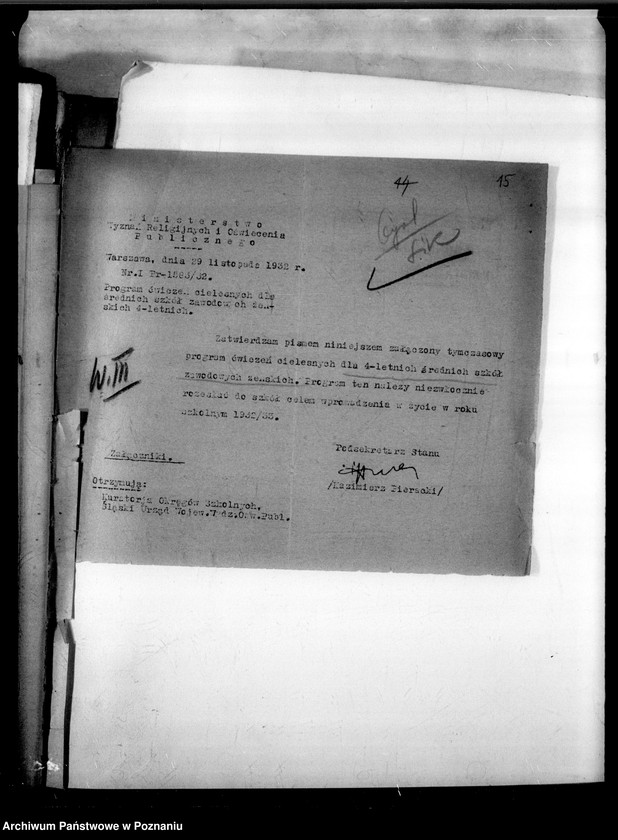 44 15
M i n i s t e r s t w o
Wyznań Religijnych i Oświecenia
P u b l i c z n e g o
Warszawa, dnia 29 listopada 1932 r.
Nr.I Pr-1893/32.
Program ćwiczeń cielesnych dla
średnich szkół zawodowych żeń-
skich 4-letnich.
Zatwierdzam pismem niniejszem załączony tymczasowy
program ćwiczeń cielesnych dla 4-letnich średnich szkół
zawodowych żeńskich. Program ten należy niezwłocznie
rozesłać do szkół celem wprowadzenia w życie w roku
szkolnym 1932/33.
W.III
Załączniki.
Podsekretarz Stanu
/Kazimierz Pieracki/
Otrzymują:
Kuratorja Okręgów Szkolnych.
Śląski Urząd Wojew.Wydz.O.w.Publ.
Archiwum Państwowe w Poznaniu